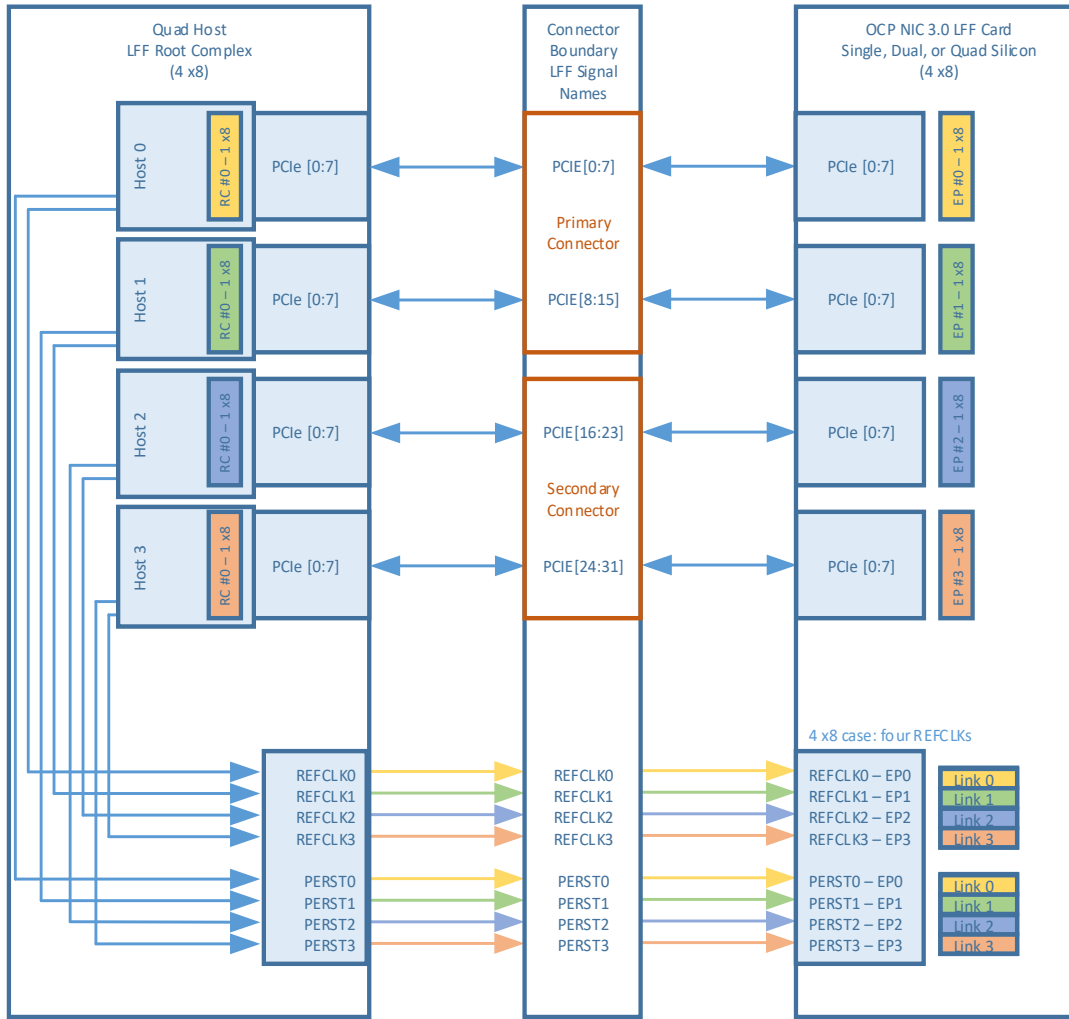 Quad Host
LFF Root Complex
(4 x8)
Connector
Boundary
LFF Signal
Names
OCP NIC 3.0 LFF Card
Single, Dual, or Quad Silicon
(4 x8)
Host 0
RC #0 – 1 x8
PCIe [0:7]
PCIE[0:7]
PCIe [0:7]
EP #0 – 1 x8
Primary
Connector
Host 1
RC #0 – 1 x8
PCIe [0:7]
PCIE[8:15]
PCIe [0:7]
EP #1 – 1 x8
Host 2
RC #0 – 1 x8
PCIe [0:7]
PCIE[16:23]
PCIe [0:7]
EP #2 – 1 x8
Secondary
Connector
Host 3
RC #0 – 1 x8
PCIe [0:7]
PCIE[24:31]
PCIe [0:7]
EP #3 – 1 x8
4 x8 case: four REFCLKs
REFCLK0
REFCLK1
REFCLK2
REFCLK3
PERST0
PERST1
PERST2
PERST3
REFCLK0
REFCLK1
REFCLK2
REFCLK3
PERST0
PERST1
PERST2
PERST3
REFCLK0 – EP0
REFCLK1 – EP1
REFCLK2 – EP2
REFCLK3 – EP3
PERST0 – EP0
PERST1 – EP1
PERST2 – EP2
PERST3 – EP3
Link 0
Link 1
Link 2
Link 3
Link 0
Link 1
Link 2
Link 3